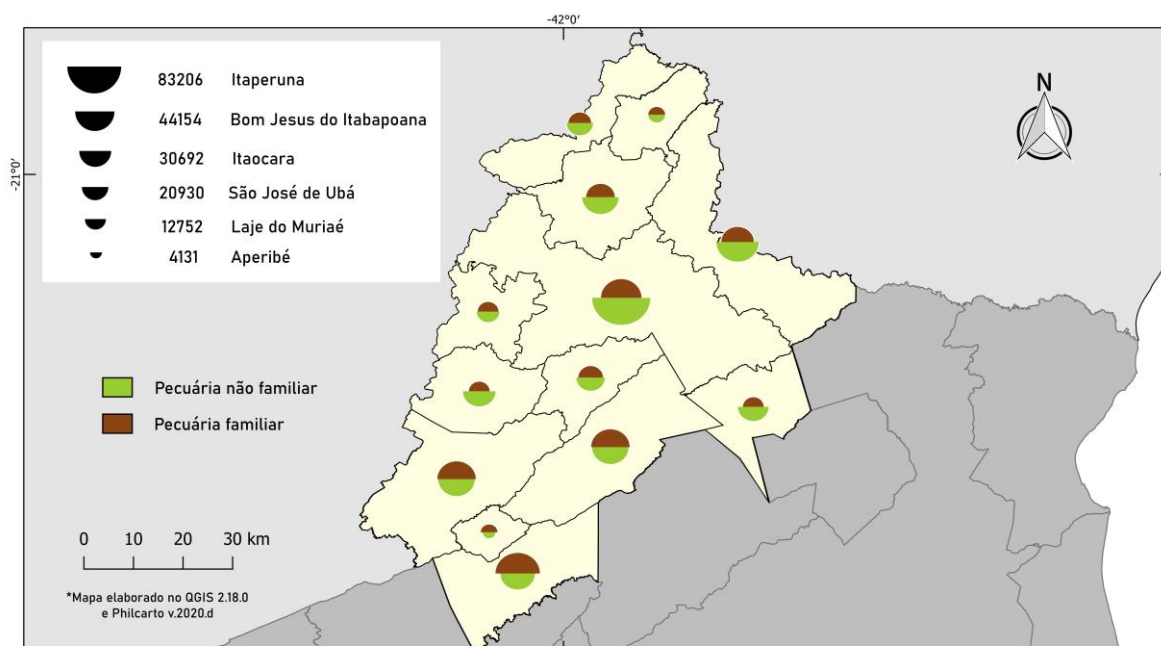 -42°0'
83206 Itaperuna
44154 Bom Jesus do Itabapoana
30692 Itaocara
20930 São José de Ubá
12752 Laje do Muriaé
4131 Aperibé
N
-21°0'
Pecuária não familiar
Pecuária familiar
0 10 20 30 km
*Mapa elaborado no QGIS 2.18.0
e Philcarto v.2020.d